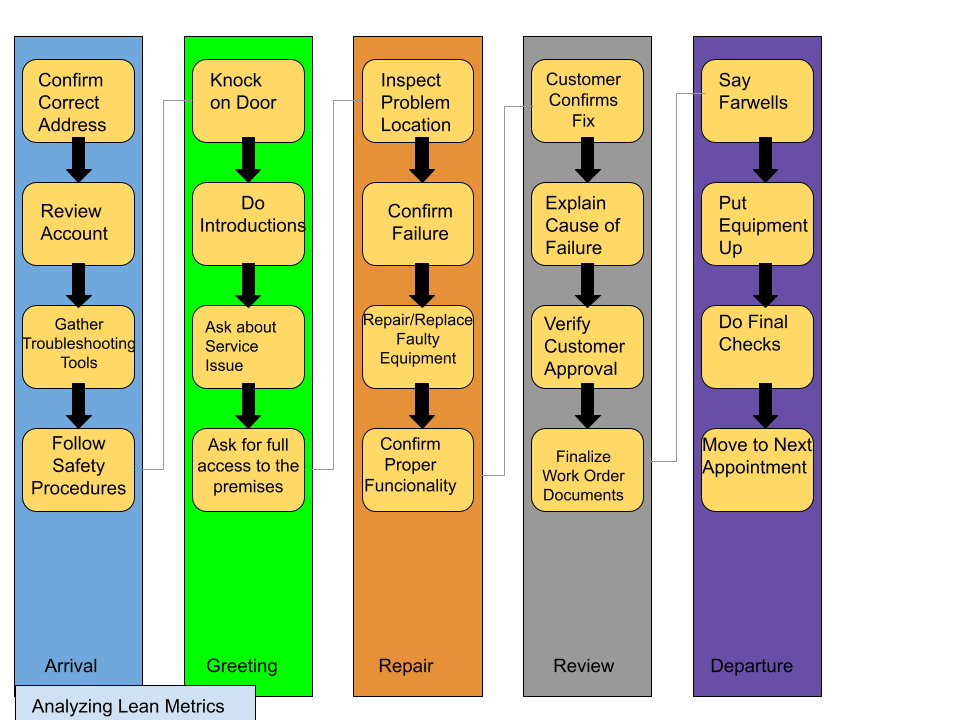 Confirm
Correct
Address
Review
Account
Gather
Troubleshooting
Tools
Follow
Safety
Procedures
Arrival
Knock
on Door
Do
Introductions
Ask about
Service
Issue
Ask for full
access to the
premises
Greeting
Inspect
Problem
Location
Confirm
Failure
Repair/Replace
Faulty
Equipment
Confirm
Proper
Funcionality
Repair
Customer
Confirms
Fix
Explain
Cause of
Failure
Verify
Customer
Approval
Finalize
Work Order
Documents
Review
Say
Farwells
Put
Equipment
Up
Do Final
Checks
Move to Next
Appointment
Departure
Analyzing Lean Metrics